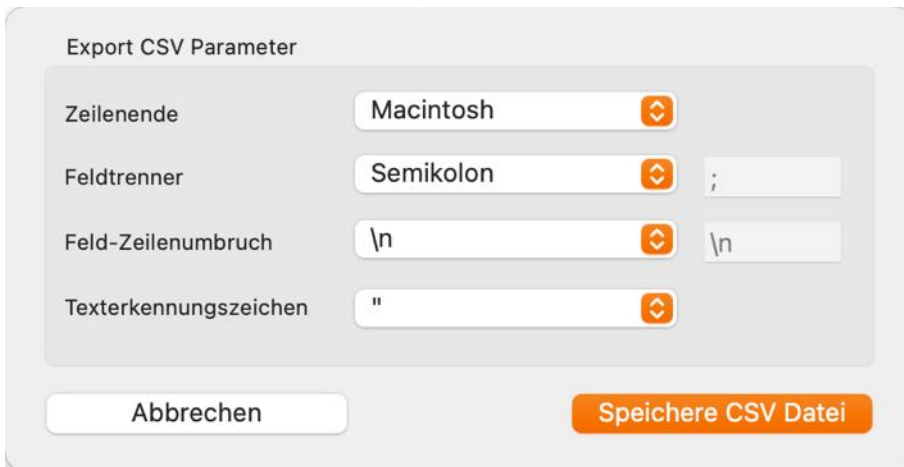 Export CSV Parameter
Zeilenende Macintosh
Feldtrenner Semikolon ;
Feld-Zeilenumbruch \n \n
Texterkennungszeichen "
Abbrechen Speichere CSV Datei